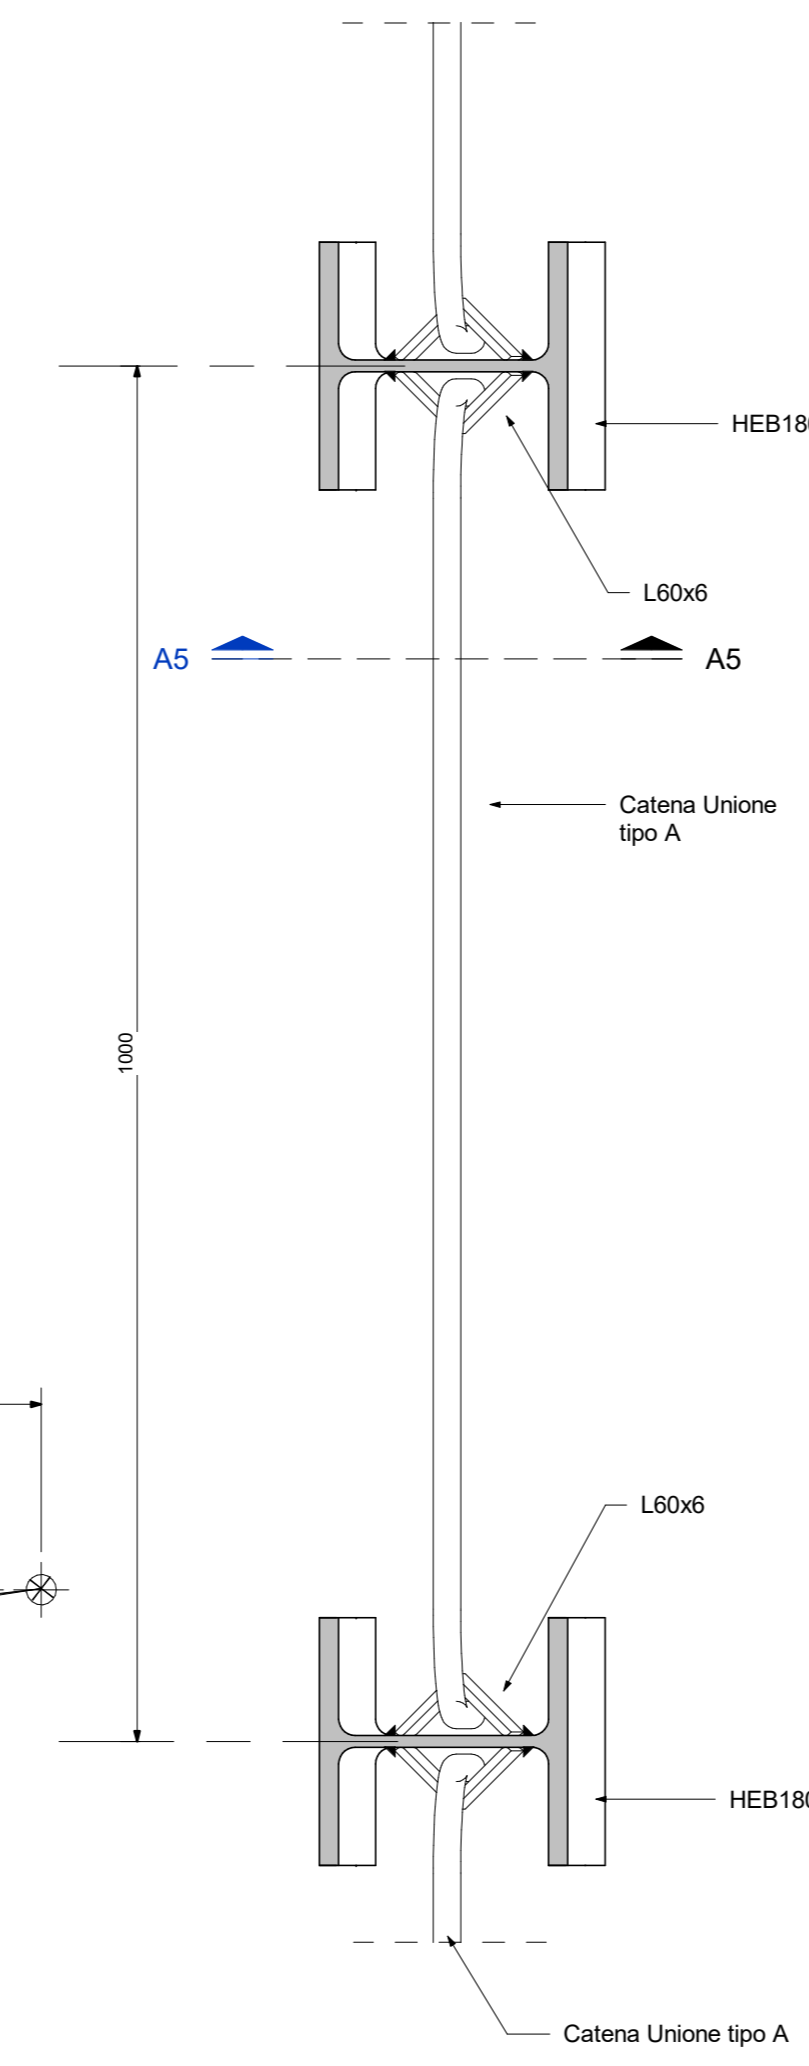 HEB180
L60x6
A5
A5
Catena Unione
tipo A
1000
L60x6
HEB180
Catena Unione tipo A